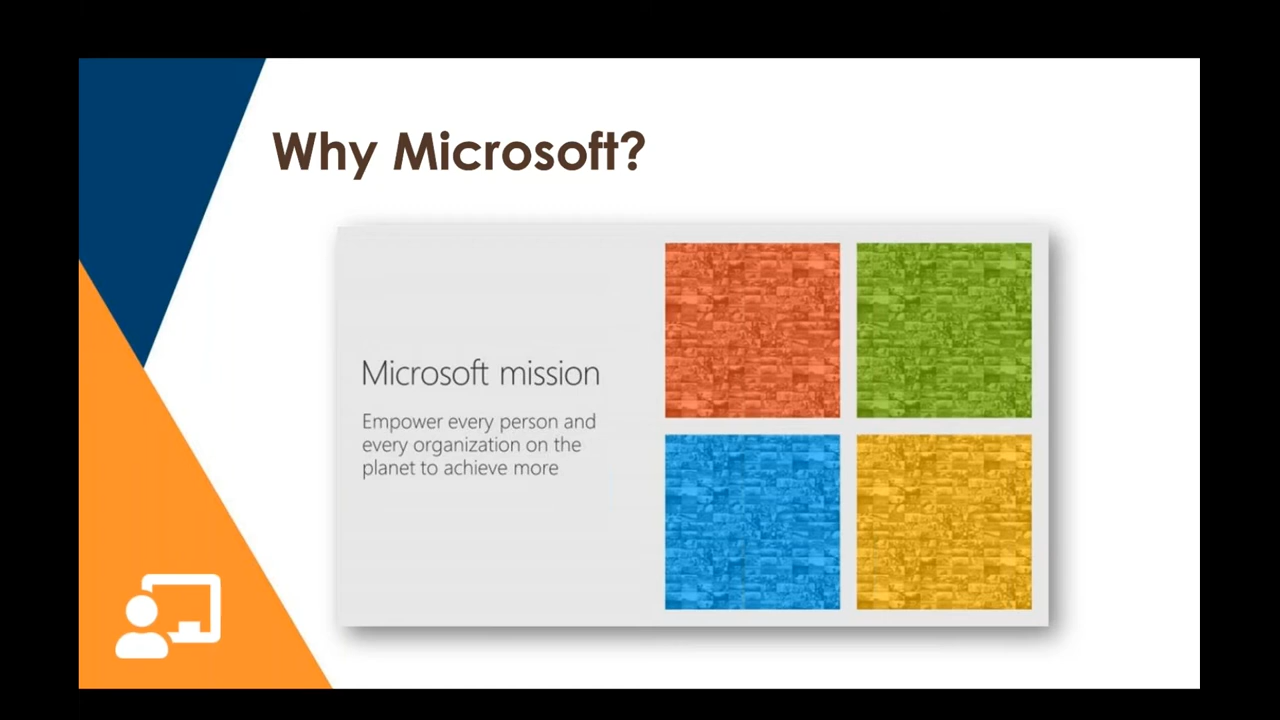 Why Microsoft?
Microsoft mission
Empower every person and
every organization on the
planet to achieve more